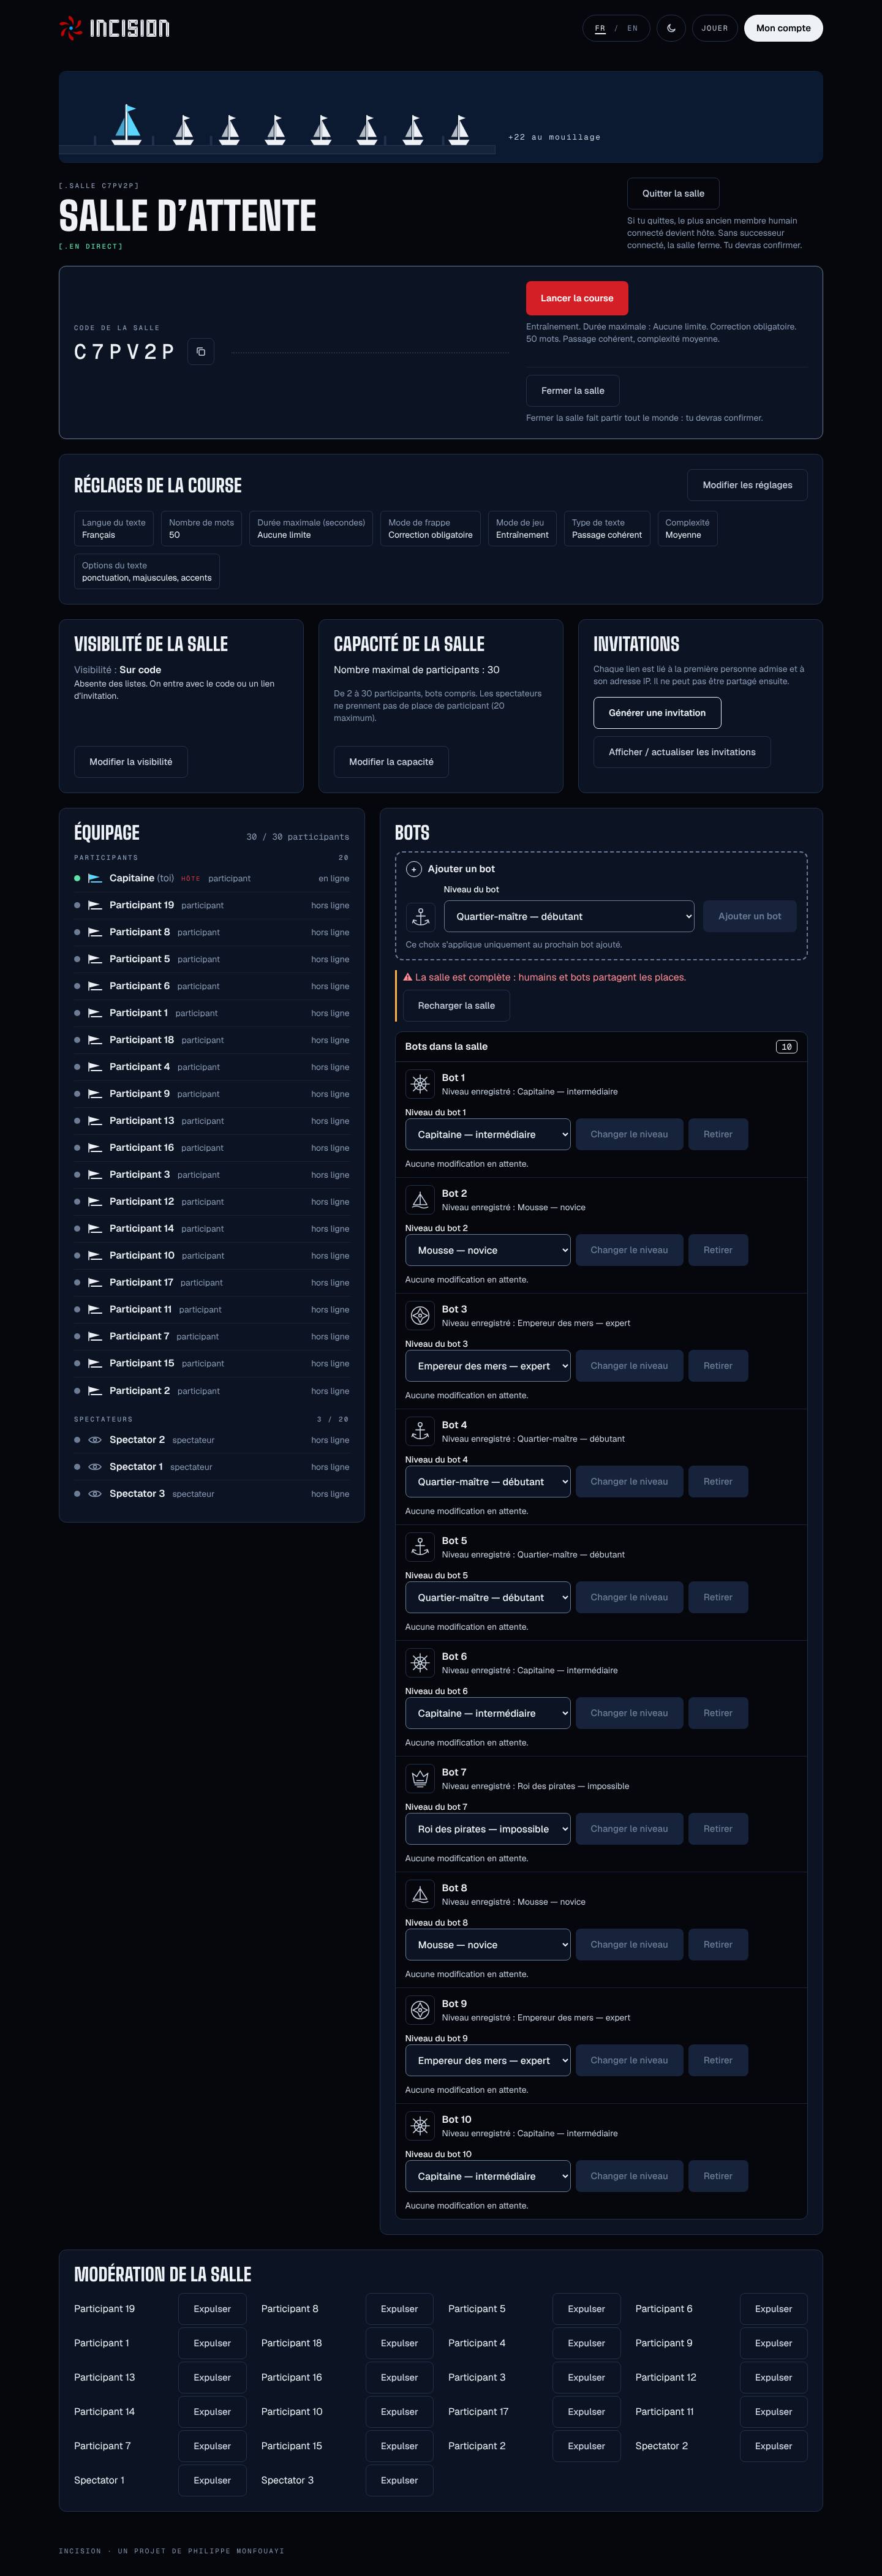 INCISION
FR / EN
JOUER
Mon compte
+22 au mouillage
[.SALLE C7PV2P]
SALLE D’ATTENTE
[.EN DIRECT]
Quitter la salle
Si tu quittes, le plus ancien membre humain
connecté devient hôte. Sans successeur
connecté, la salle ferme. Tu devras confirmer.
CODE DE LA SALLE
C7PV2P
Lancer la course
Entraînement. Durée maximale : Aucune limite. Correction obligatoire.
50 mots. Passage cohérent, complexité moyenne.
Fermer la salle
Fermer la salle fait partir tout le monde : tu devras confirmer.
RÉGLAGES DE LA COURSE
Modifier les réglages
Langue du texte
Français
Nombre de mots
50
Durée maximale (secondes)
Aucune limite
Mode de frappe
Correction obligatoire
Mode de jeu
Entraînement
Type de texte
Passage cohérent
Complexité
Moyenne
Options du texte
ponctuation, majuscules, accents
VISIBILITÉ DE LA SALLE
Visibilité : Sur code
Absente des listes. On entre avec le code ou un lien
d’invitation.
Modifier la visibilité
CAPACITÉ DE LA SALLE
Nombre maximal de participants : 30
De 2 à 30 participants, bots compris. Les spectateurs
ne prennent pas de place de participant (20
maximum).
Modifier la capacité
INVITATIONS
Chaque lien est lié à la première personne admise et à
son adresse IP. Il ne peut pas être partagé ensuite.
Générer une invitation
Afficher / actualiser les invitations
ÉQUIPAGE
30 / 30 participants
PARTICIPANTS 20
Capitaine (toi) HÔTE participant en ligne
Participant 19 participant hors ligne
Participant 8 participant hors ligne
Participant 5 participant hors ligne
Participant 6 participant hors ligne
Participant 1 participant hors ligne
Participant 18 participant hors ligne
Participant 4 participant hors ligne
Participant 9 participant hors ligne
Participant 13 participant hors ligne
Participant 16 participant hors ligne
Participant 3 participant hors ligne
Participant 12 participant hors ligne
Participant 14 participant hors ligne
Participant 10 participant hors ligne
Participant 17 participant hors ligne
Participant 11 participant hors ligne
Participant 7 participant hors ligne
Participant 15 participant hors ligne
Participant 2 participant hors ligne
SPECTATEURS 3 / 20
Spectator 2 spectateur hors ligne
Spectator 1 spectateur hors ligne
Spectator 3 spectateur hors ligne
BOTS
+ Ajouter un bot
Niveau du bot
Quartier-maître — débutant
Ajouter un bot
Ce choix s’applique uniquement au prochain bot ajouté.
La salle est complète : humains et bots partagent les places.
Recharger la salle
Bots dans la salle 10
Bot 1
Niveau enregistré : Capitaine — intermédiaire
Niveau du bot 1
Capitaine — intermédiaire Changer le niveau Retirer
Aucune modification en attente.
Bot 2
Niveau enregistré : Mousse — novice
Niveau du bot 2
Mousse — novice Changer le niveau Retirer
Aucune modification en attente.
Bot 3
Niveau enregistré : Empereur des mers — expert
Niveau du bot 3
Empereur des mers — expert Changer le niveau Retirer
Aucune modification en attente.
Bot 4
Niveau enregistré : Quartier-maître — débutant
Niveau du bot 4
Quartier-maître — débutant Changer le niveau Retirer
Aucune modification en attente.
Bot 5
Niveau enregistré : Quartier-maître — débutant
Niveau du bot 5
Quartier-maître — débutant Changer le niveau Retirer
Aucune modification en attente.
Bot 6
Niveau enregistré : Capitaine — intermédiaire
Niveau du bot 6
Capitaine — intermédiaire Changer le niveau Retirer
Aucune modification en attente.
Bot 7
Niveau enregistré : Roi des pirates — impossible
Niveau du bot 7
Roi des pirates — impossible Changer le niveau Retirer
Aucune modification en attente.
Bot 8
Niveau enregistré : Mousse — novice
Niveau du bot 8
Mousse — novice Changer le niveau Retirer
Aucune modification en attente.
Bot 9
Niveau enregistré : Empereur des mers — expert
Niveau du bot 9
Empereur des mers — expert Changer le niveau Retirer
Aucune modification en attente.
Bot 10
Niveau enregistré : Capitaine — intermédiaire
Niveau du bot 10
Capitaine — intermédiaire Changer le niveau Retirer
Aucune modification en attente.
MODÉRATION DE LA SALLE
Participant 19 Expulser Participant 8 Expulser Participant 5 Expulser Participant 6 Expulser
Participant 1 Expulser Participant 18 Expulser Participant 4 Expulser Participant 9 Expulser
Participant 13 Expulser Participant 16 Expulser Participant 3 Expulser Participant 12 Expulser
Participant 14 Expulser Participant 10 Expulser Participant 17 Expulser Participant 11 Expulser
Participant 7 Expulser Participant 15 Expulser Participant 2 Expulser Spectator 2 Expulser
Spectator 1 Expulser Spectator 3 Expulser
INCISION · UN PROJET DE PHILIPPE MONFOUAYI